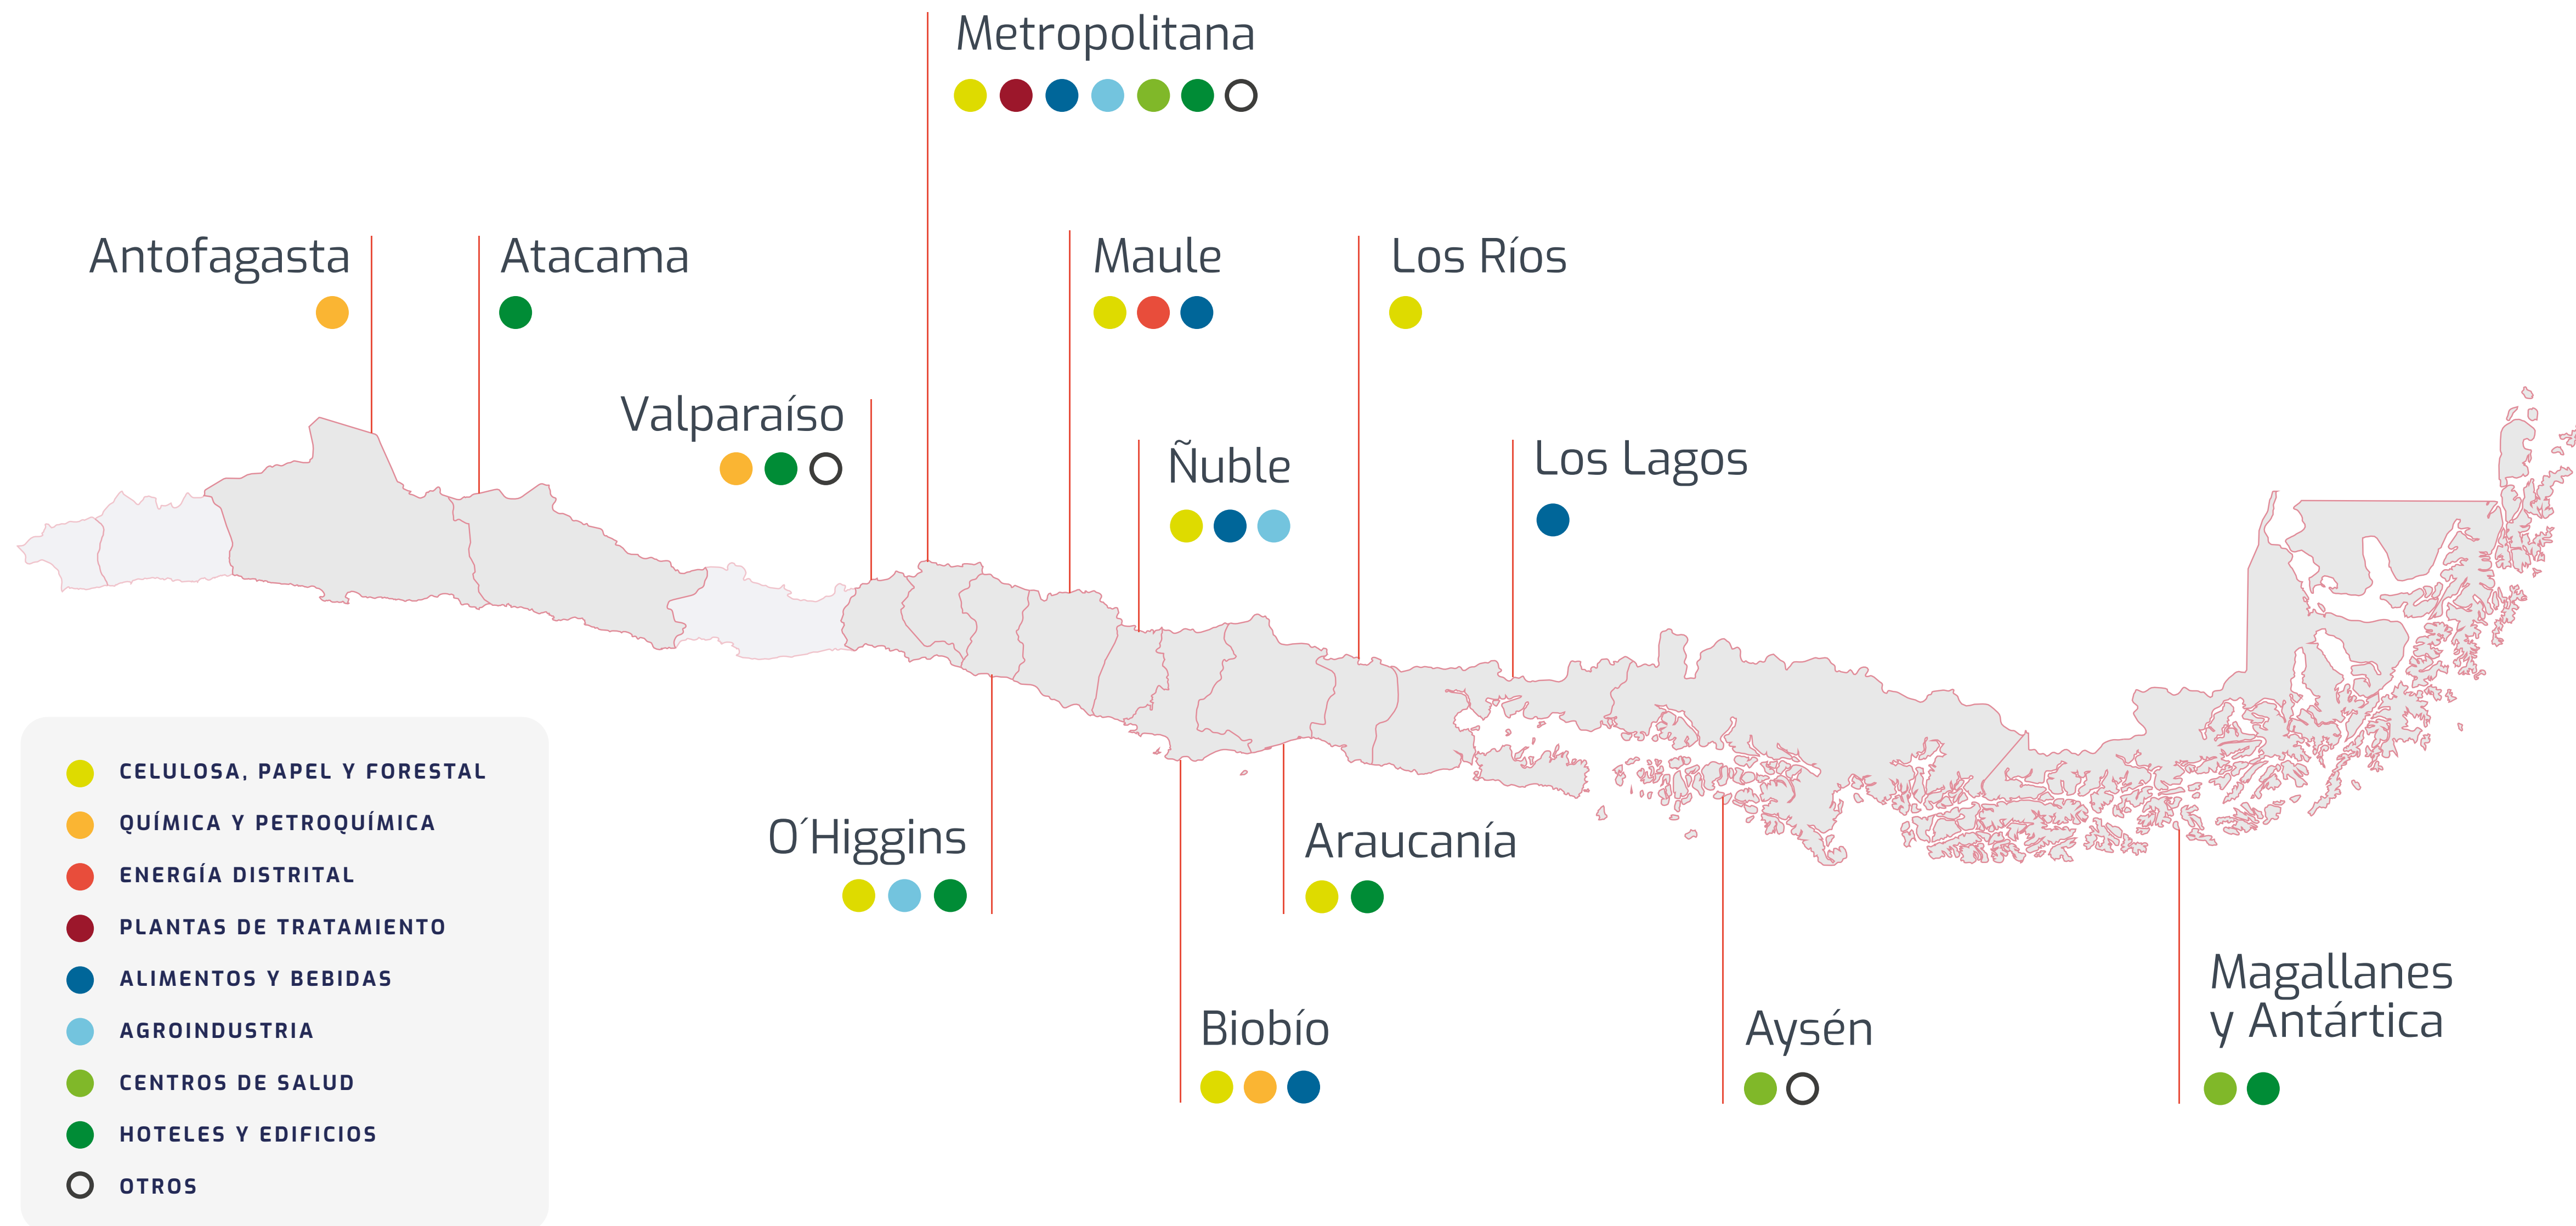 Metropolitana
Antofagasta
Atacama
Maule
Los Ríos
Valparaíso
Ñuble
Los Lagos
O´Higgins
Araucanía
Biobío
Aysén
Magallanes
y Antártica
CELULOSA, PAPEL Y FORESTAL
QUÍMICA Y PETROQUÍMICA
ENERGÍA DISTRITAL
PLANTAS DE TRATAMIENTO
ALIMENTOS Y BEBIDAS
AGROINDUSTRIA
CENTROS DE SALUD
HOTELES Y EDIFICIOS
OTROS